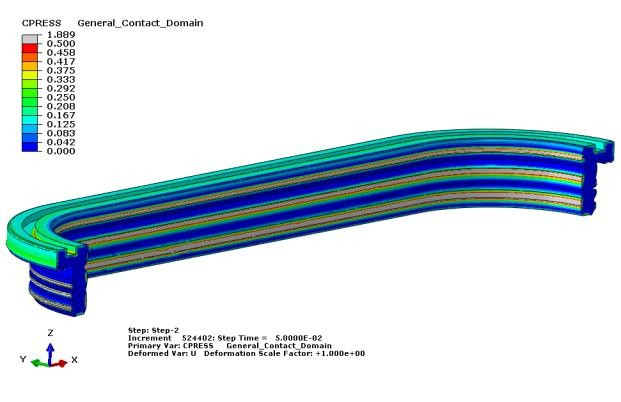 CPRESS General_Contact_Domain
1.889
0.500
0.458
0.417
0.375
0.333
0.292
0.250
0.208
0.167
0.125
0.083
0.042
0.000
Z
Y X
Step: Step-2
Increment 524402: Step Time = 5.0000E-02
Primary Var: CPRESS General_Contact_Domain
Deformed Var: U Deformation Scale Factor: +1.000e+00